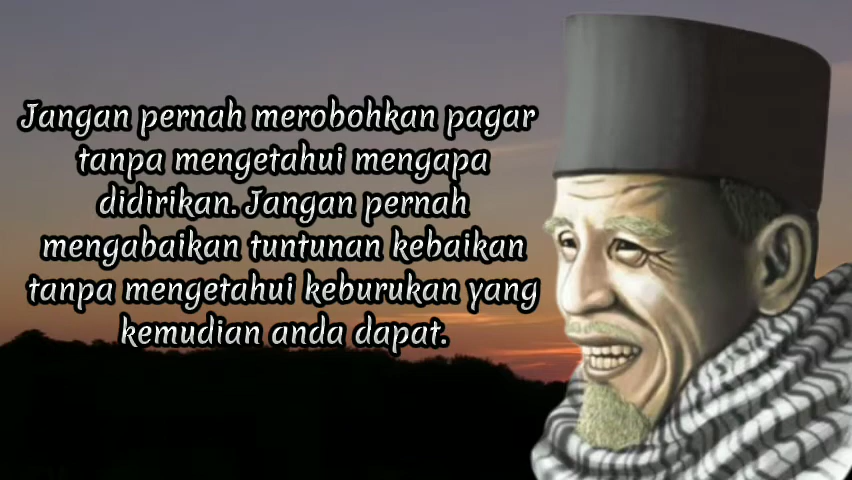 Jangan pernah merobohkan pagar
tanpa mengetahui mengapa
didirikan. Jangan pernah
mengabaikan tuntunan kebaikan
tanpa mengetahui keburukan yang
kemudian anda dapat.